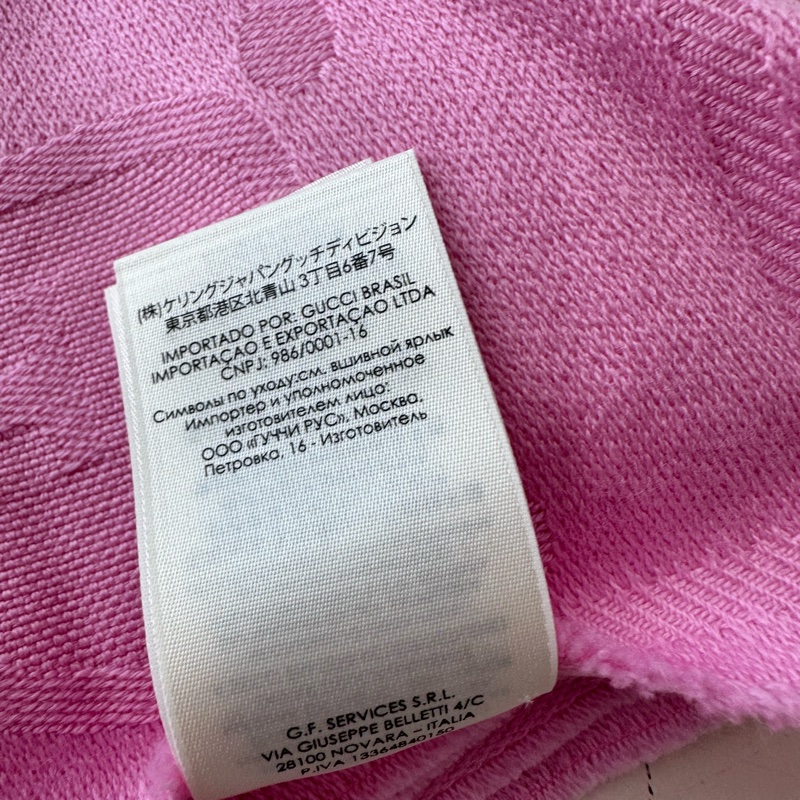 (株)ケリングジャパングッチディビジョン
東京都港区北青山 3丁目6番7号
IMPORTADO POR: GUCCI BRASIL
IMPORTAÇAO E EXPORTAÇAO LTDA
CNPJ: 986/0001-16
Символы по уходу:см. вшивной ярлык
Импортер и уполномоченное
изготовителем лицо:
ООО «ГУЧЧИ РУС», Москва,
Петровка, 16 - Изготовитель
G.F. SERVICES S.R.L.
VIA GIUSEPPE BELLETTI 4/C
28100 NOVARA – ITALIA
P.IVA 13364840150